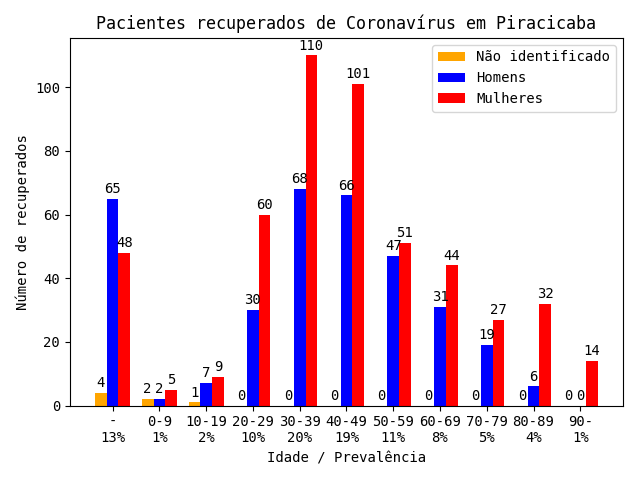 Pacientes recuperados de Coronavírus em Piracicaba
Número de recuperados
0
20
40
60
80
100
Não identificado
Homens
Mulheres
4 65 48
2 2 5
1 7 9
0 30 60
0 68 110
0 66 101
0 47 51
0 31 44
0 19 27
0 6 32
0 0 14
- 0-9 10-19 20-29 30-39 40-49 50-59 60-69 70-79 80-89 90-
13% 1% 2% 10% 20% 19% 11% 8% 5% 4% 1%
Idade / Prevalência